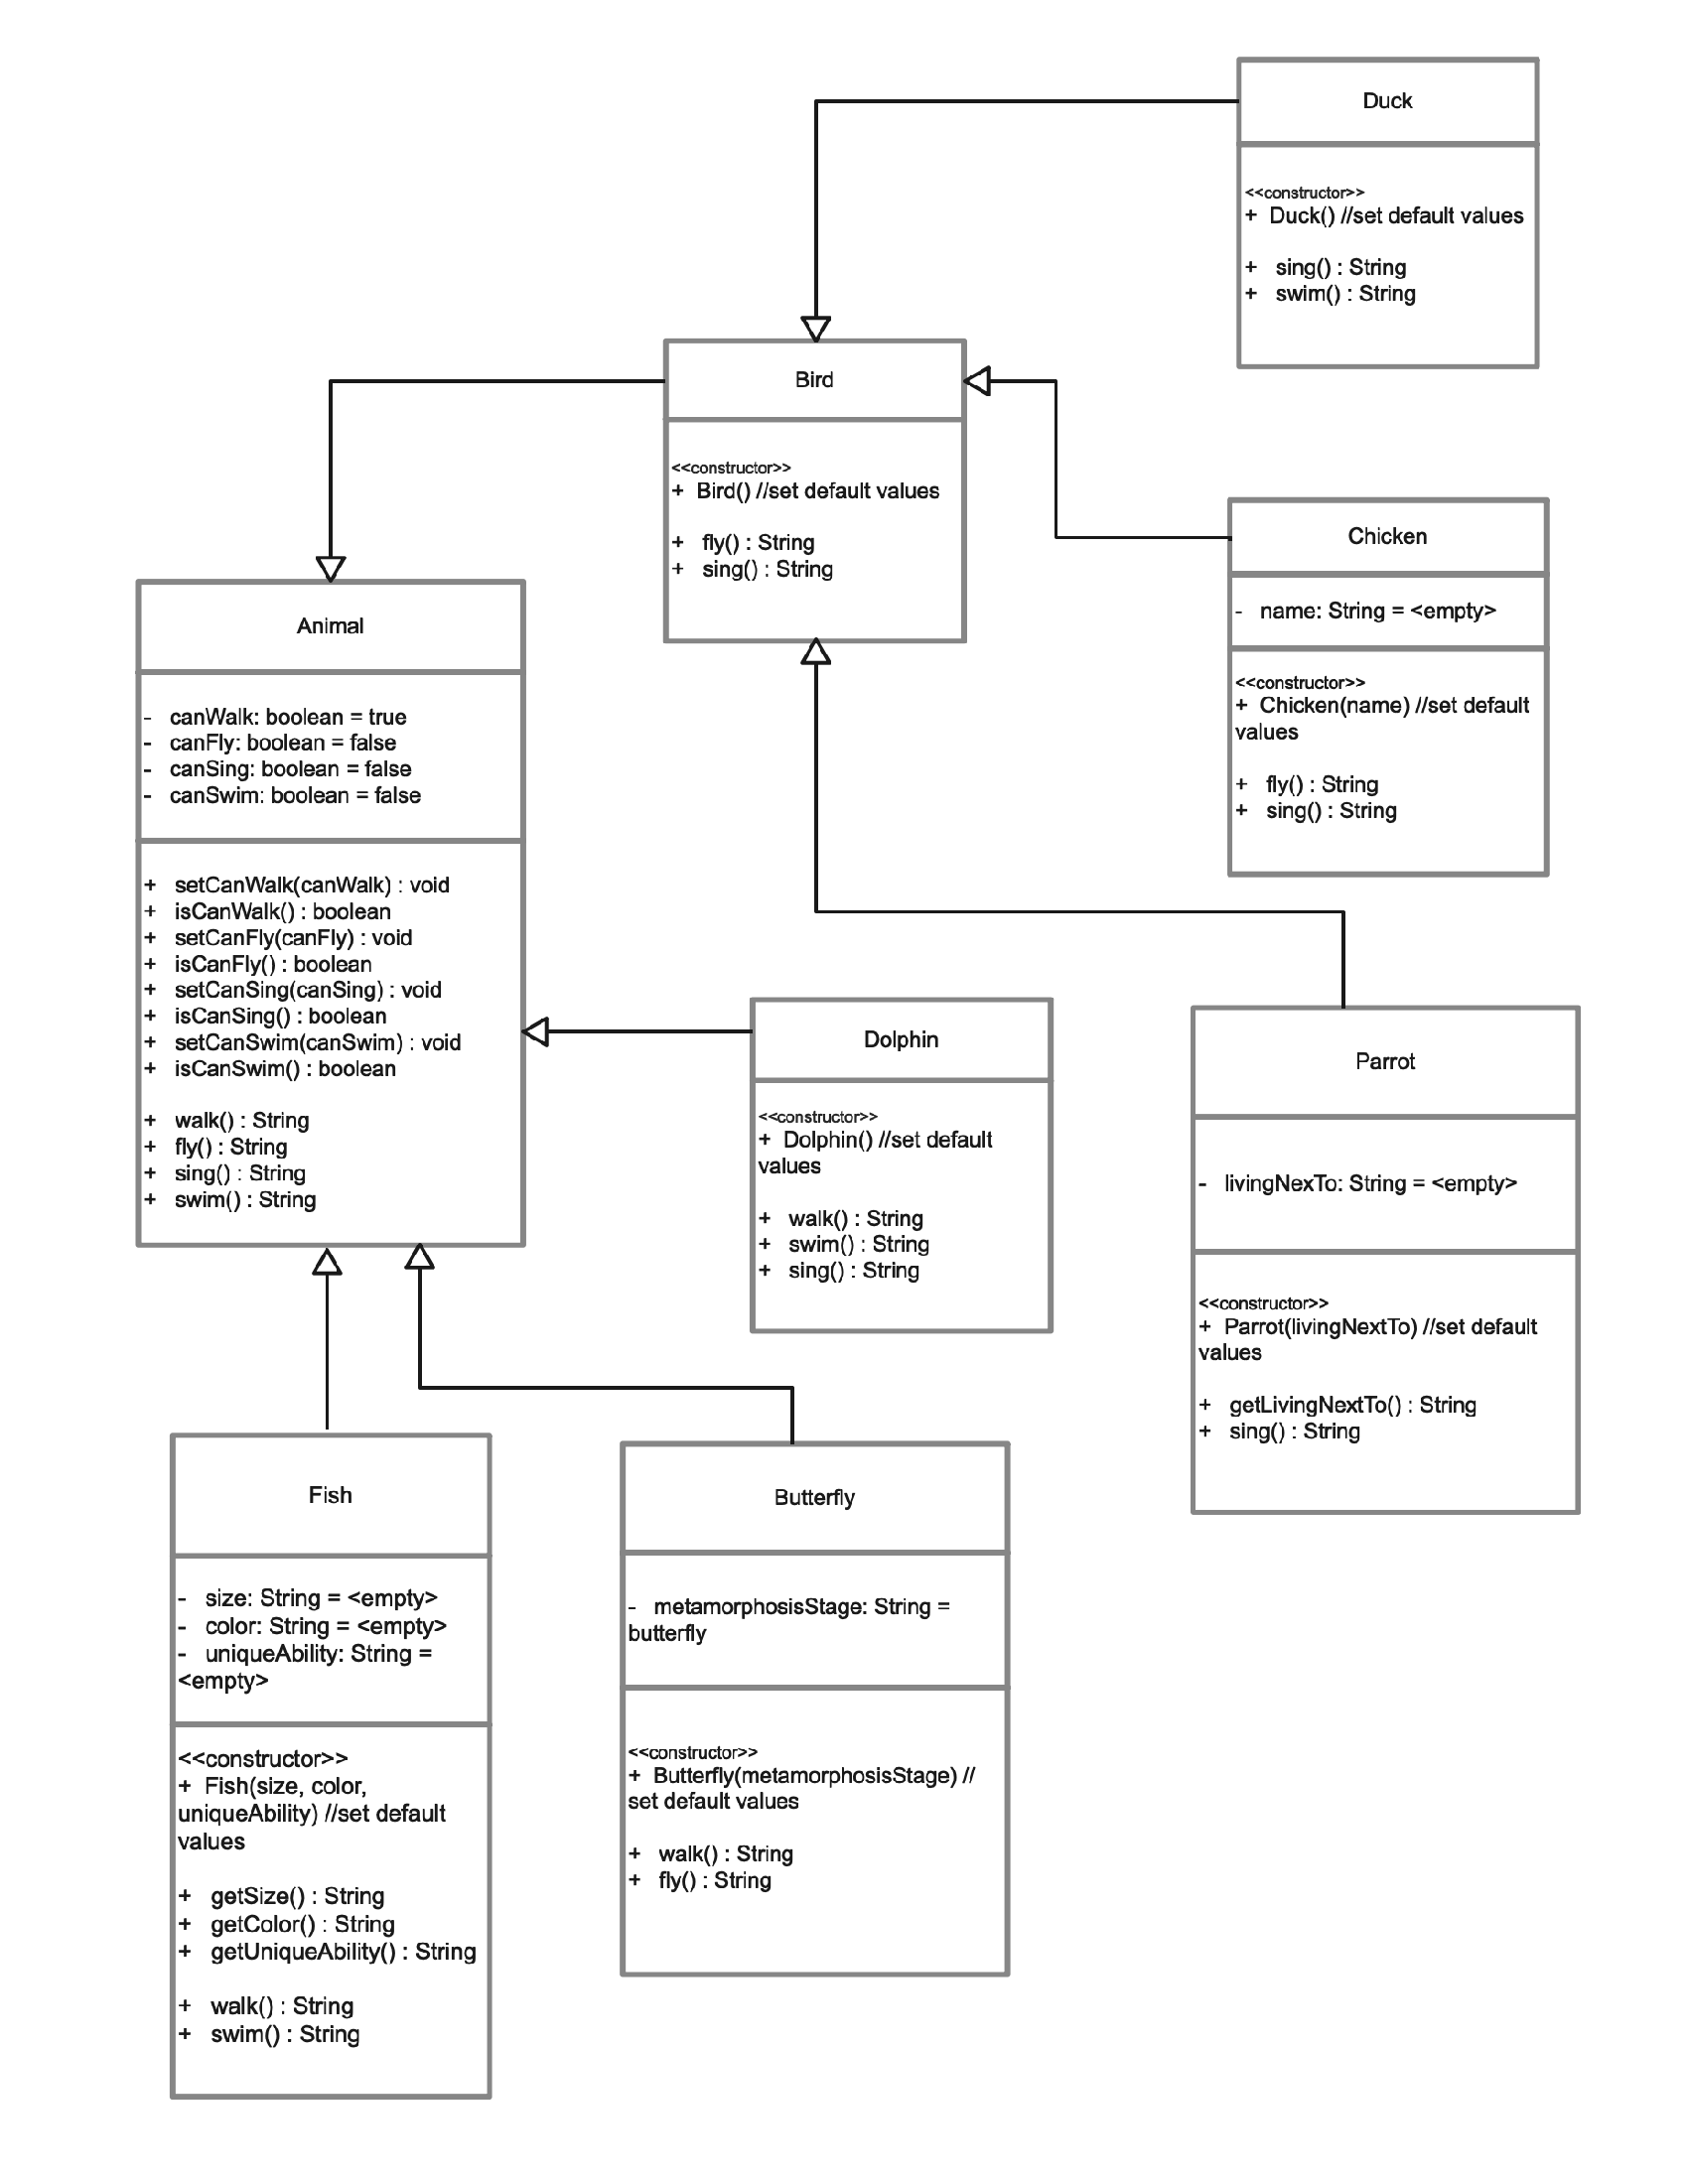 Duck
<<constructor>>
+ Duck() //set default values
+ sing() : String
+ swim() : String
Bird
<<constructor>>
+ Bird() //set default values
+ fly() : String
+ sing() : String
Chicken
- name: String = <empty>
<<constructor>>
+ Chicken(name) //set default
values
+ fly() : String
+ sing() : String
Animal
- canWalk: boolean = true
- canFly: boolean = false
- canSing: boolean = false
- canSwim: boolean = false
+ setCanWalk(canWalk) : void
+ isCanWalk() : boolean
+ setCanFly(canFly) : void
+ isCanFly() : boolean
+ setCanSing(canSing) : void
+ isCanSing() : boolean
+ setCanSwim(canSwim) : void
+ isCanSwim() : boolean
+ walk() : String
+ fly() : String
+ sing() : String
+ swim() : String
Dolphin
<<constructor>>
+ Dolphin() //set default
values
+ walk() : String
+ swim() : String
+ sing() : String
Parrot
- livingNexTo: String = <empty>
<<constructor>>
+ Parrot(livingNextTo) //set default
values
+ getLivingNextTo() : String
+ sing() : String
Fish
- size: String = <empty>
- color: String = <empty>
- uniqueAbility: String =
<empty>
<<constructor>>
+ Fish(size, color,
uniqueAbility) //set default
values
+ getSize() : String
+ getColor() : String
+ getUniqueAbility() : String
+ walk() : String
+ swim() : String
Butterfly
- metamorphosisStage: String =
butterfly
<<constructor>>
+ Butterfly(metamorphosisStage) //
set default values
+ walk() : String
+ fly() : String